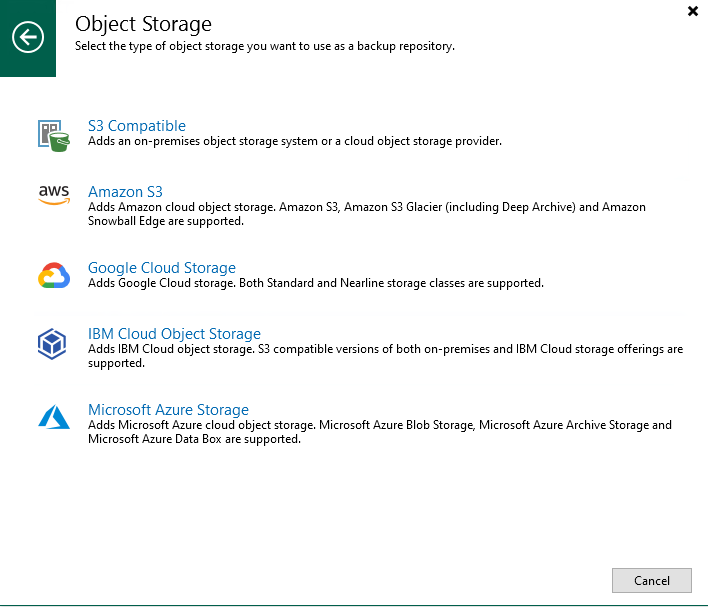 Object Storage
Select the type of object storage you want to use as a backup repository.
S3 Compatible
Adds an on-premises object storage system or a cloud object storage provider.
aws
Amazon S3
Adds Amazon cloud object storage. Amazon S3, Amazon S3 Glacier (including Deep Archive) and Amazon
Snowball Edge are supported.
Google Cloud Storage
Adds Google Cloud storage. Both Standard and Nearline storage classes are supported.
IBM Cloud Object Storage
Adds IBM Cloud object storage. S3 compatible versions of both on-premises and IBM Cloud storage offerings are
supported.
Microsoft Azure Storage
Adds Microsoft Azure cloud object storage. Microsoft Azure Blob Storage, Microsoft Azure Archive Storage and
Microsoft Azure Data Box are supported.
Cancel